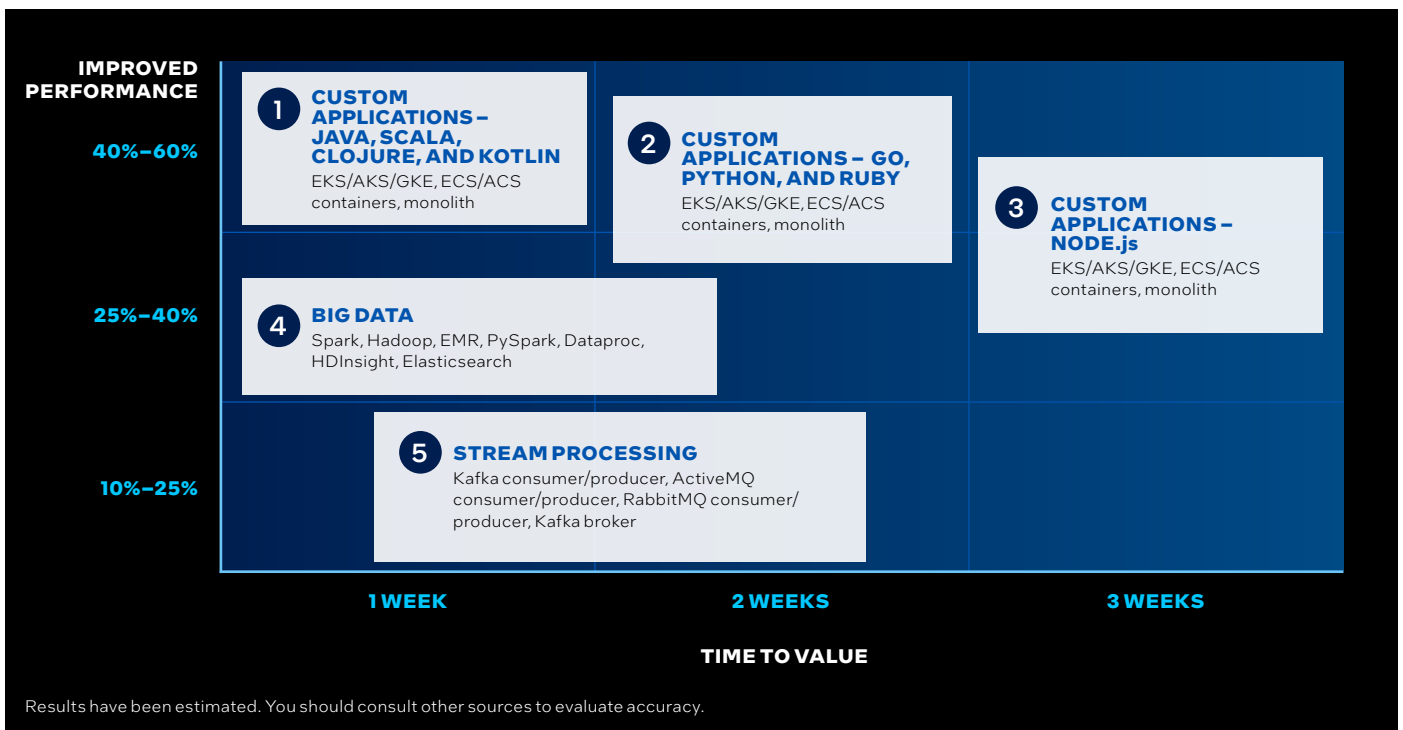 IMPROVED
PERFORMANCE
40%–60%
25%–40%
10%–25%
1
CUSTOM
APPLICATIONS –
JAVA, SCALA,
CLOJURE, AND KOTLIN
EKS/AKS/GKE, ECS/ACS
containers, monolith
2
CUSTOM
APPLICATIONS – GO,
PYTHON, AND RUBY
EKS/AKS/GKE, ECS/ACS
containers, monolith
3
CUSTOM
APPLICATIONS –
NODE.js
EKS/AKS/GKE, ECS/ACS
containers, monolith
4
BIG DATA
Spark, Hadoop, EMR, PySpark, Dataproc,
HDInsight, Elasticsearch
5
STREAM PROCESSING
Kafka consumer/producer, ActiveMQ
consumer/producer, RabbitMQ consumer/
producer, Kafka broker
1 WEEK
2 WEEKS
3 WEEKS
TIME TO VALUE
Results have been estimated. You should consult other sources to evaluate accuracy.